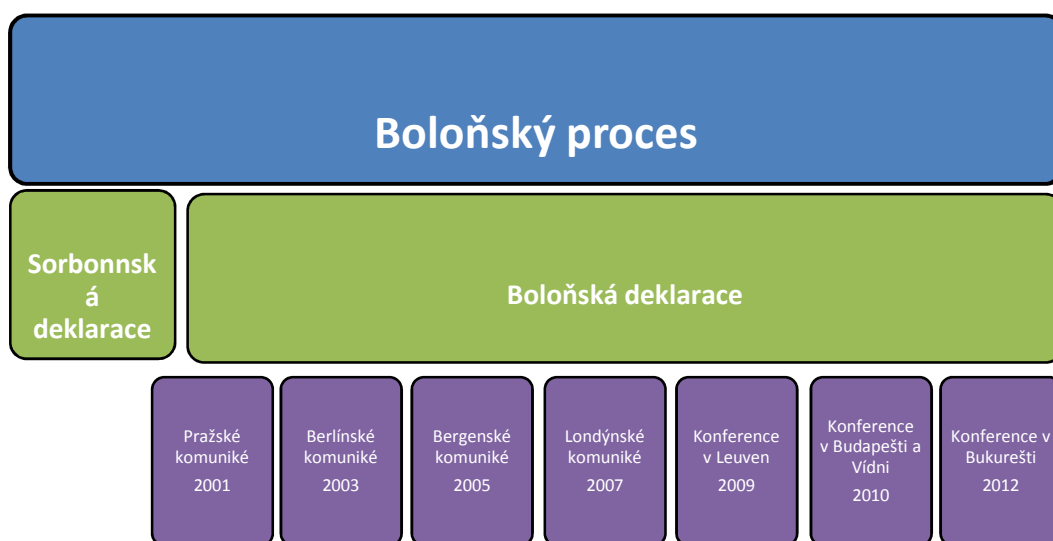 Boloňský proces
Sorbonnsk
á
deklarace
Boloňská deklarace
Pražské
komuniké
2001
Berlínské
komuniké
2003
Bergenské
komuniké
2005
Londýnské
komuniké
2007
Konference
v Leuven
2009
Konference
v Budapešti a
Vídni
2010
Konference v
Bukurešti
2012